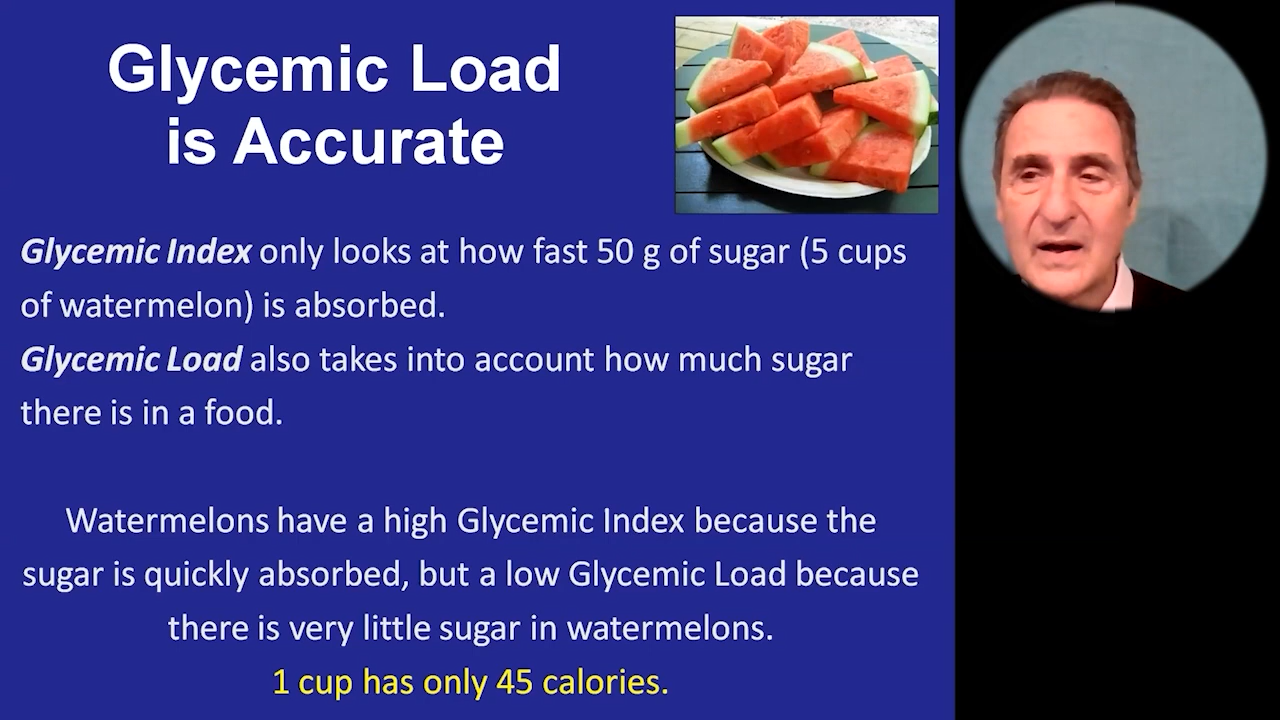 Glycemic Load
is Accurate
Glycemic Index only looks at how fast 50 g of sugar (5 cups
of watermelon) is absorbed.
Glycemic Load also takes into account how much sugar
there is in a food.
Watermelons have a high Glycemic Index because the
sugar is quickly absorbed, but a low Glycemic Load because
there is very little sugar in watermelons.
1 cup has only 45 calories.